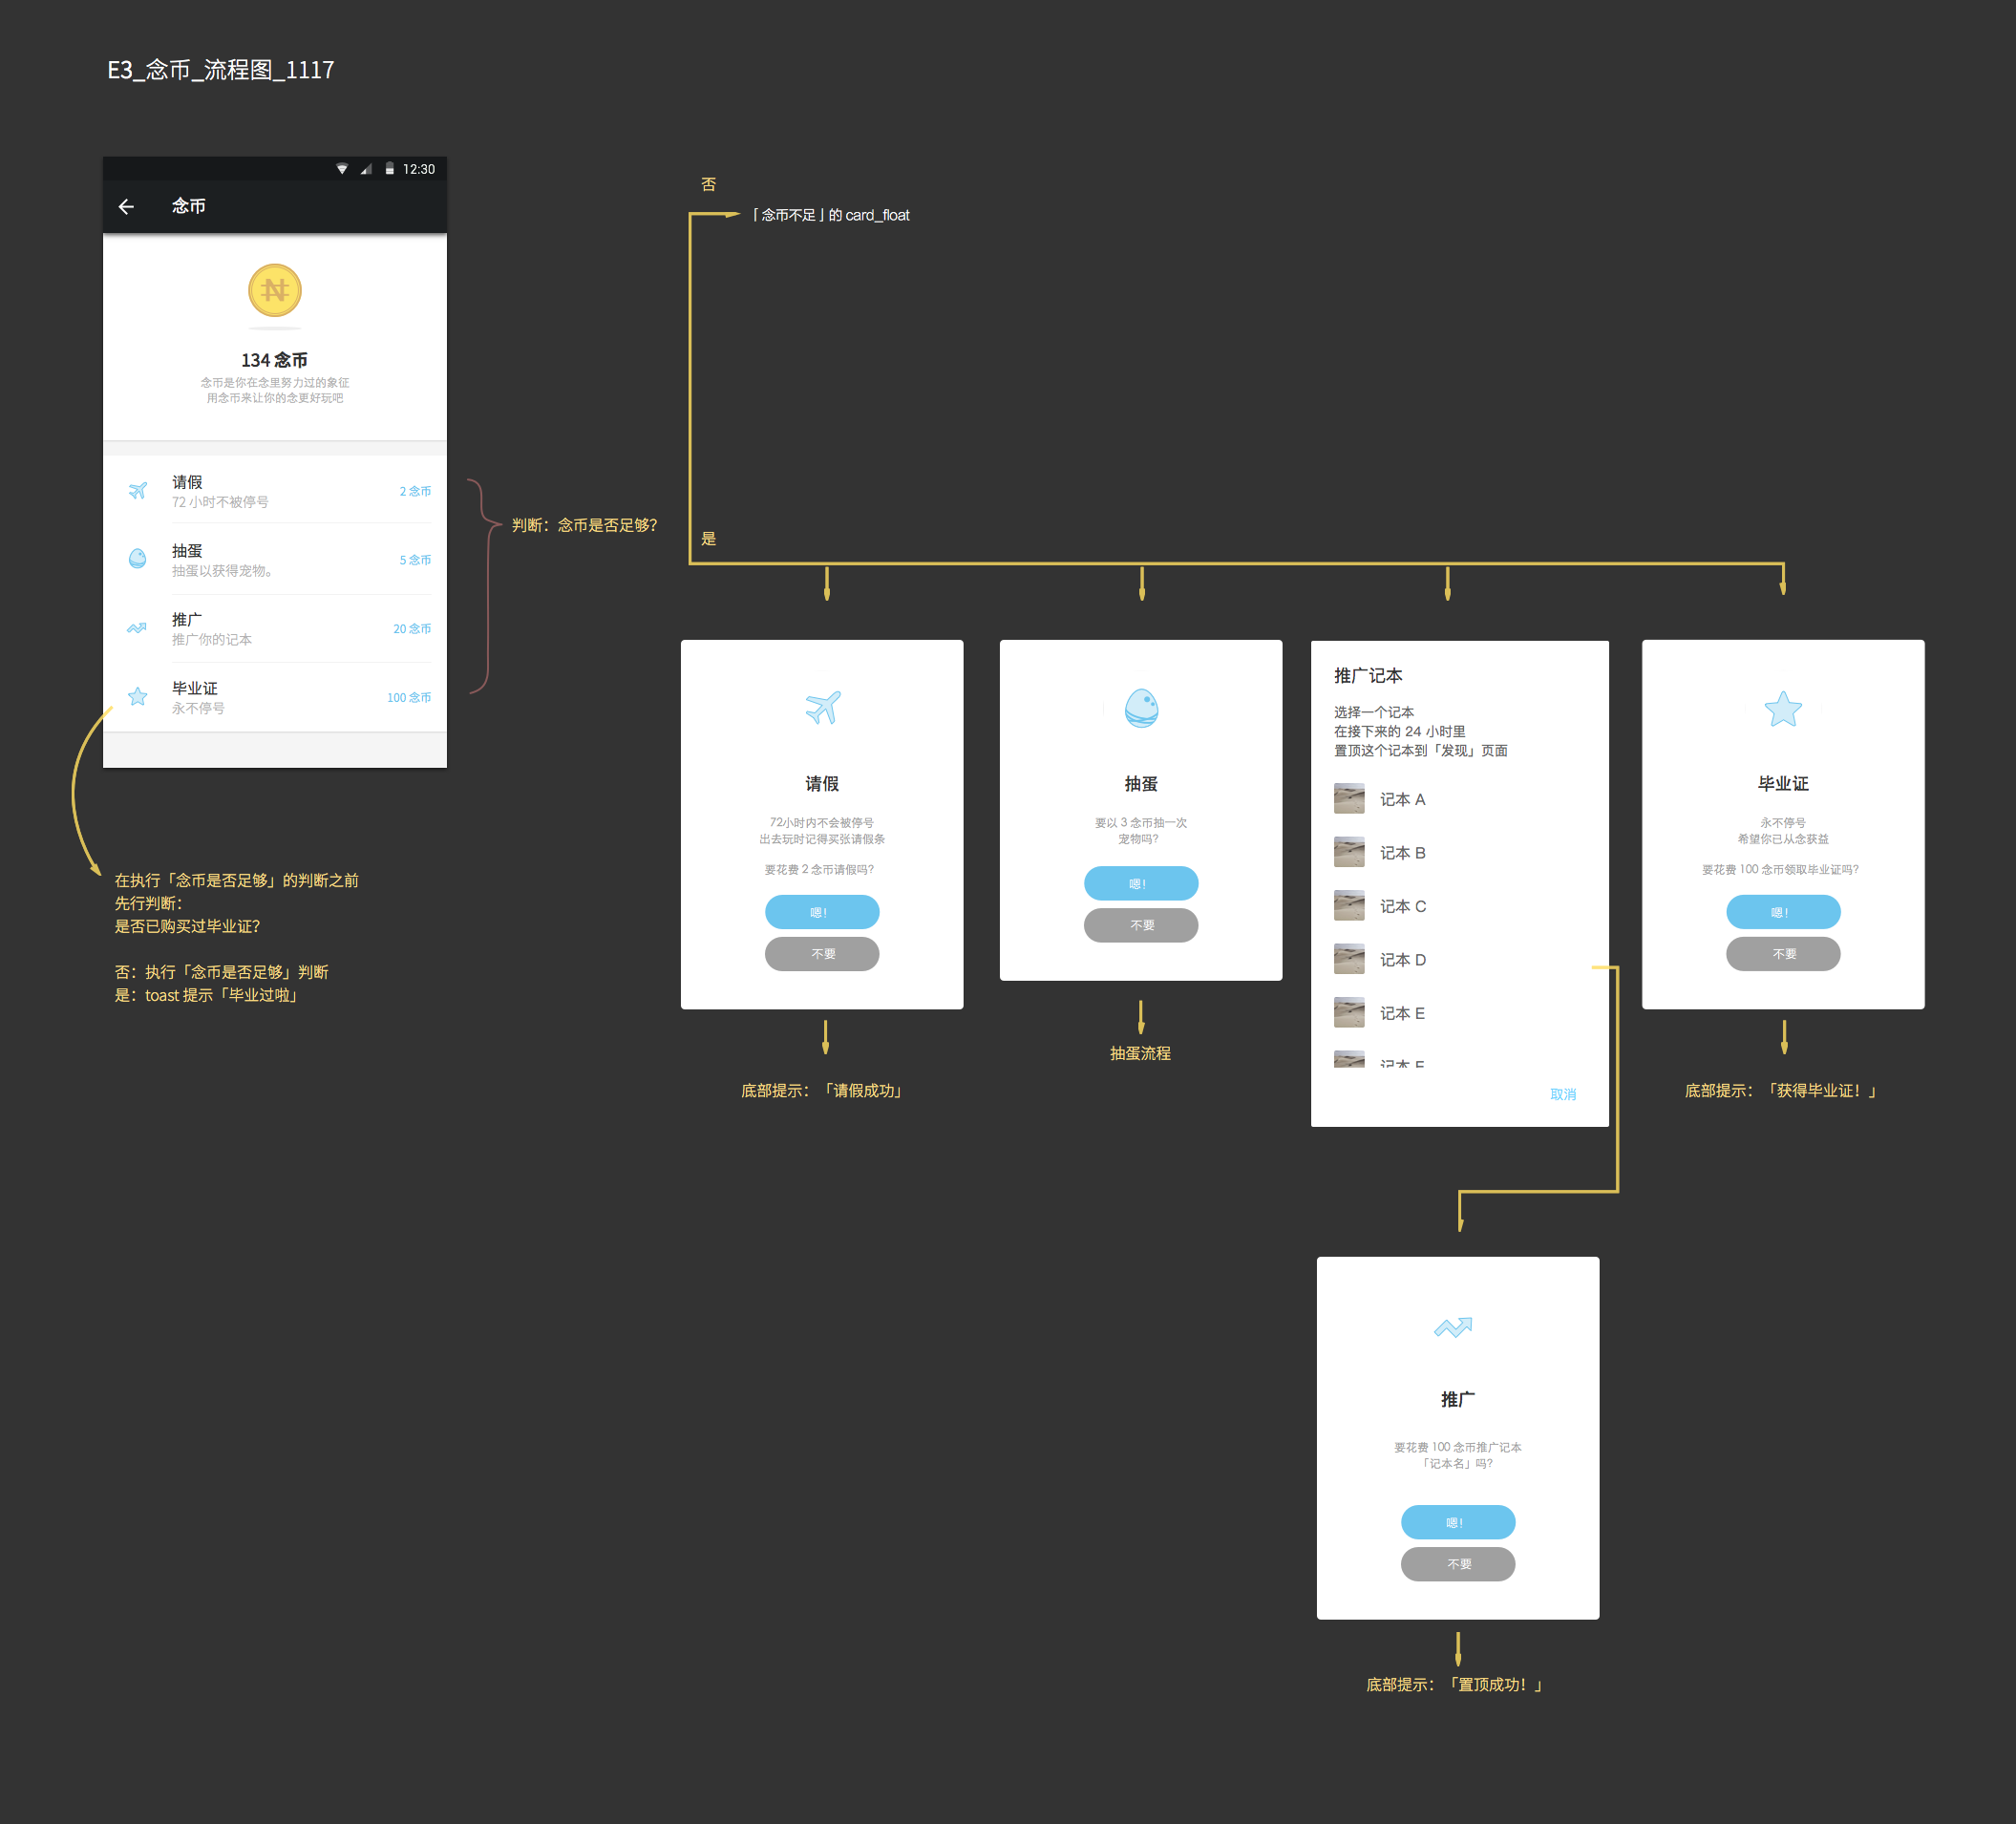 E3_念币_流程图_1117
12:30
念币
N
134 念币
念币是你在念里努力过的象征
用念币来让你的念更好玩吧
请假
72 小时不被停号
2 念币
抽蛋
抽蛋以获得宠物。
5 念币
推广
推广你的记本
20 念币
毕业证
永不停号
100 念币
判断：念币是否足够?
在执行「念币是否足够」的判断之前
先行判断：
是否已购买过毕业证?
否：执行「念币是否足够」判断
是：toast 提示「毕业过啦」
否
「念币不足」的 card_float
是
请假
72小时内不会被停号
出去玩时记得买张请假条
要花费 2 念币请假吗?
嗯！
不要
底部提示：「请假成功」
抽蛋
要以 3 念币抽一次
宠物吗?
嗯！
不要
抽蛋流程
推广记本
选择一个记本
在接下来的 24 小时里
置顶这个记本到「发现」页面
记本 A
记本 B
记本 C
记本 D
记本 E
取消
毕业证
永不停号
希望你已从念获益
要花费 100 念币领取毕业证吗?
嗯！
不要
底部提示：「获得毕业证！」
推广
要花费 100 念币推广记本
「记本名」吗?
嗯！
不要
底部提示：「置顶成功！」